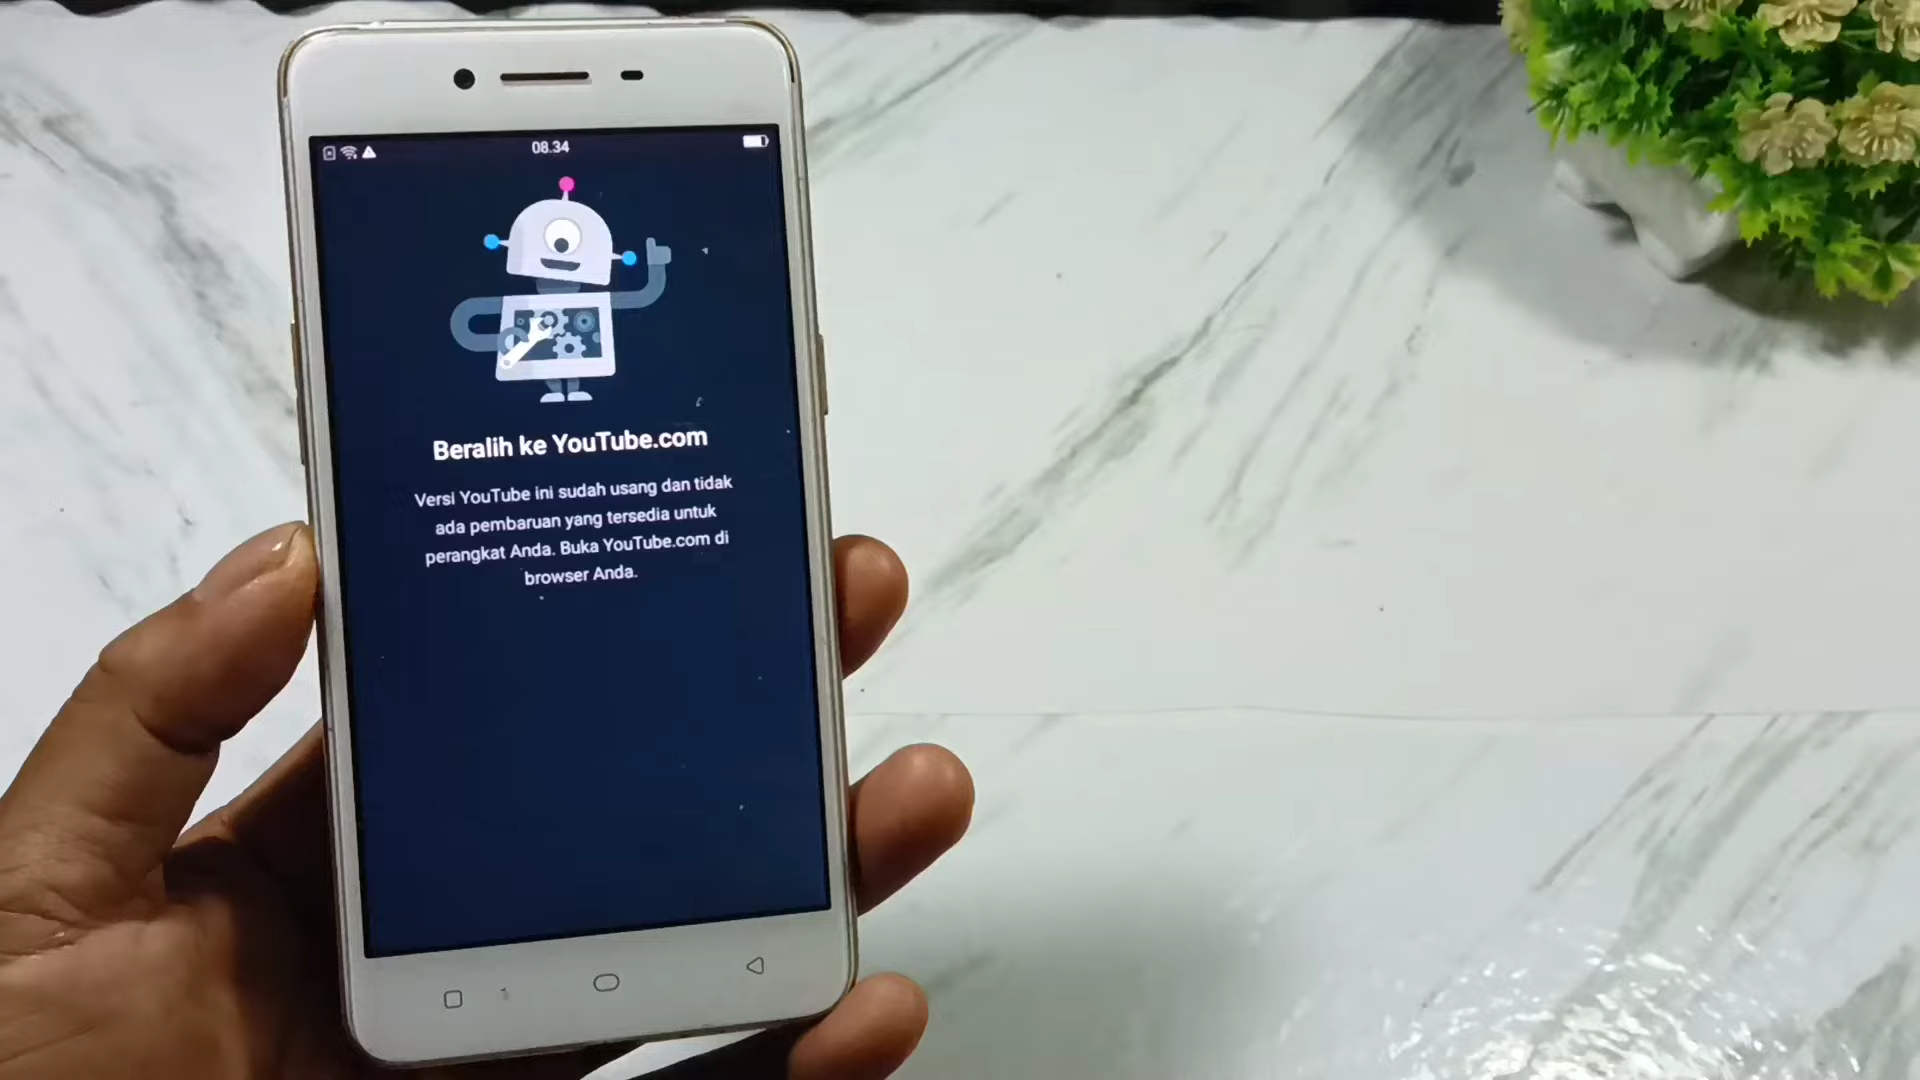 08.34
Beralih ke YouTube.com
Versi YouTube ini sudah usang dan tidak
ada pembaruan yang tersedia untuk
perangkat Anda. Buka YouTube.com di
browser Anda.